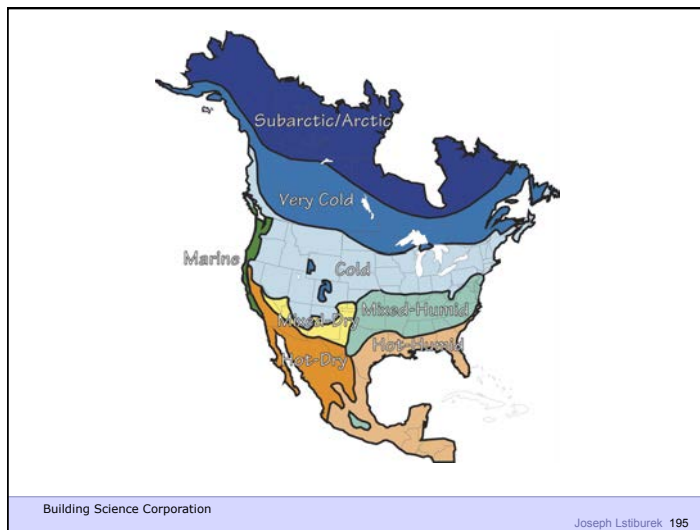 Subarctic/Arctic
Very Cold
Marine
Cold
Mixed-Humid
Mixed-Dry
Hot-Humid
Hot-Dry
Building Science Corporation
Joseph Lstiburek 195